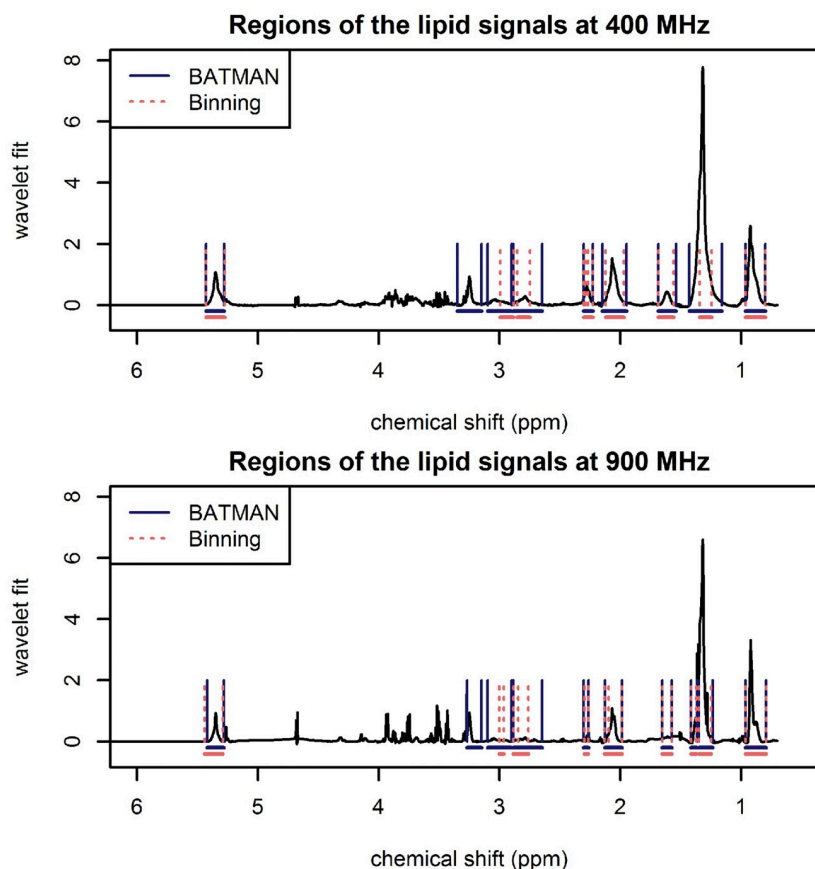 Regions of the lipid signals at 400 MHz
BATMAN
Binning
wavelet fit
8
6
4
2
0
6 5 4 3 2 1
chemical shift (ppm)
Regions of the lipid signals at 900 MHz
BATMAN
Binning
wavelet fit
8
6
4
2
0
6 5 4 3 2 1
chemical shift (ppm)